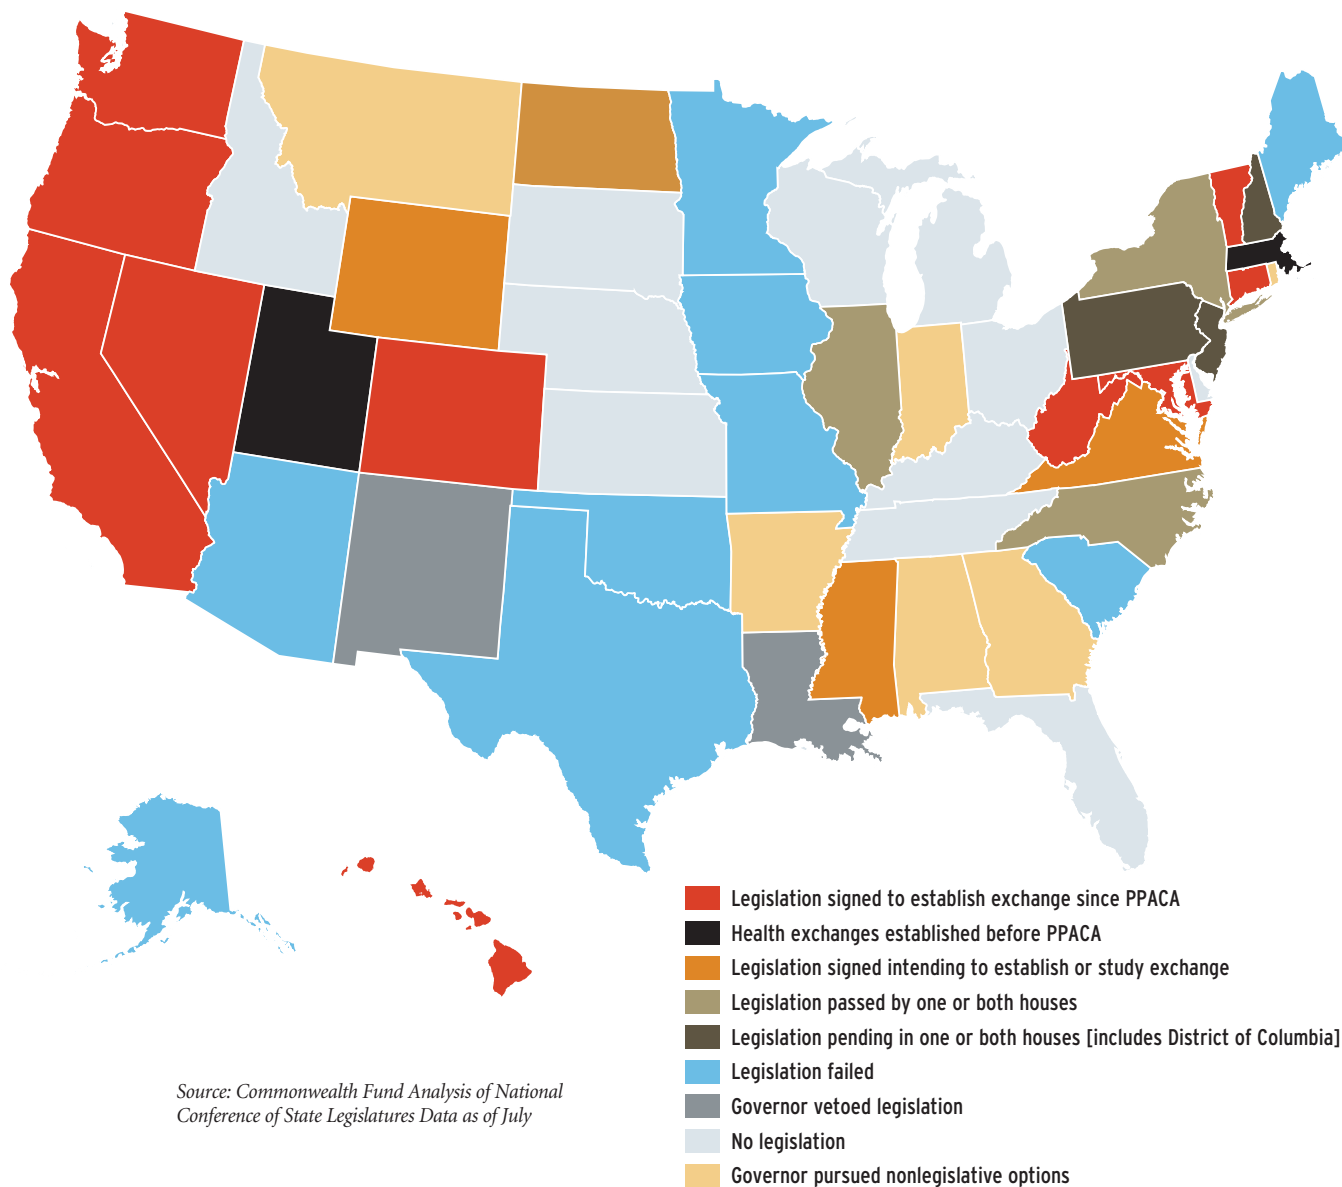 Legislation signed to establish exchange since PPACA
Health exchanges established before PPACA
Legislation signed intending to establish or study exchange
Legislation passed by one or both houses
Legislation pending in one or both houses [includes District of Columbia]
Legislation failed
Governor vetoed legislation
No legislation
Governor pursued nonlegislative options
Source: Commonwealth Fund Analysis of National
Conference of State Legislatures Data as of July